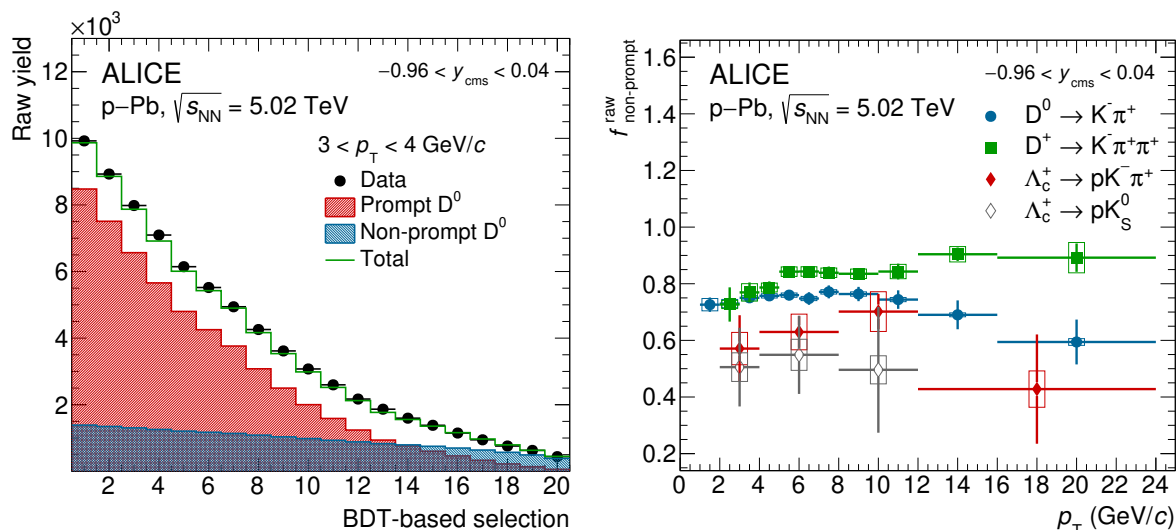 ×10³
Raw yield
ALICE
−0.96 < y_cms < 0.04
p−Pb, √s_NN = 5.02 TeV
3 < p_T < 4 GeV/c
Data
Prompt D⁰
Non-prompt D⁰
Total
12
10
8
6
4
2
2 4 6 8 10 12 14 16 18 20
BDT-based selection
f^raw_non-prompt
ALICE
−0.96 < y_cms < 0.04
p−Pb, √s_NN = 5.02 TeV
D⁰ → K⁻π⁺
D⁺ → K⁻π⁺π⁺
Λ_c⁺ → pK⁻π⁺
Λ_c⁺ → pK⁰_S
1.6
1.4
1.2
1.0
0.8
0.6
0.4
0.2
0 2 4 6 8 10 12 14 16 18 20 22 24
p_T (GeV/c)